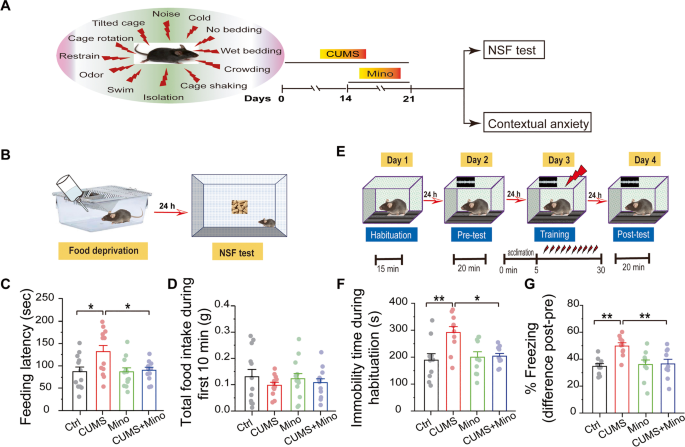 A
Noise
Cold
Tilted cage
No bedding
Cage rotation
Wet bedding
Restrain
Crowding
Odor
Cage shaking
Swim
Isolation
CUMS
Mino
Days 0 14 21
NSF test
Contextual anxiety
B
24 h
Food deprivation
NSF test
E
Day 1
Day 2
Day 3
Day 4
24 h
24 h
24 h
Habituation
Pre-test
Training
Post-test
15 min
20 min
acclimation
0 min 5 30
min
20 min
C
Feeding latency (sec)
200
150
100
50
0
* *
Ctrl
CUMS
Mino
CUMS+Mino
D
Total food intake during
first 10 min (g)
0.4
0.3
0.2
0.1
0.0
Ctrl
CUMS
Mino
CUMS+Mino
F
Immobility time during
habituation (s)
400
300
200
100
0
** *
Ctrl
CUMS
Mino
CUMS+Mino
G
% Freezing
(difference post-pre)
80
60
40
20
0
** **
Ctrl
CUMS
Mino
CUMS+Mino